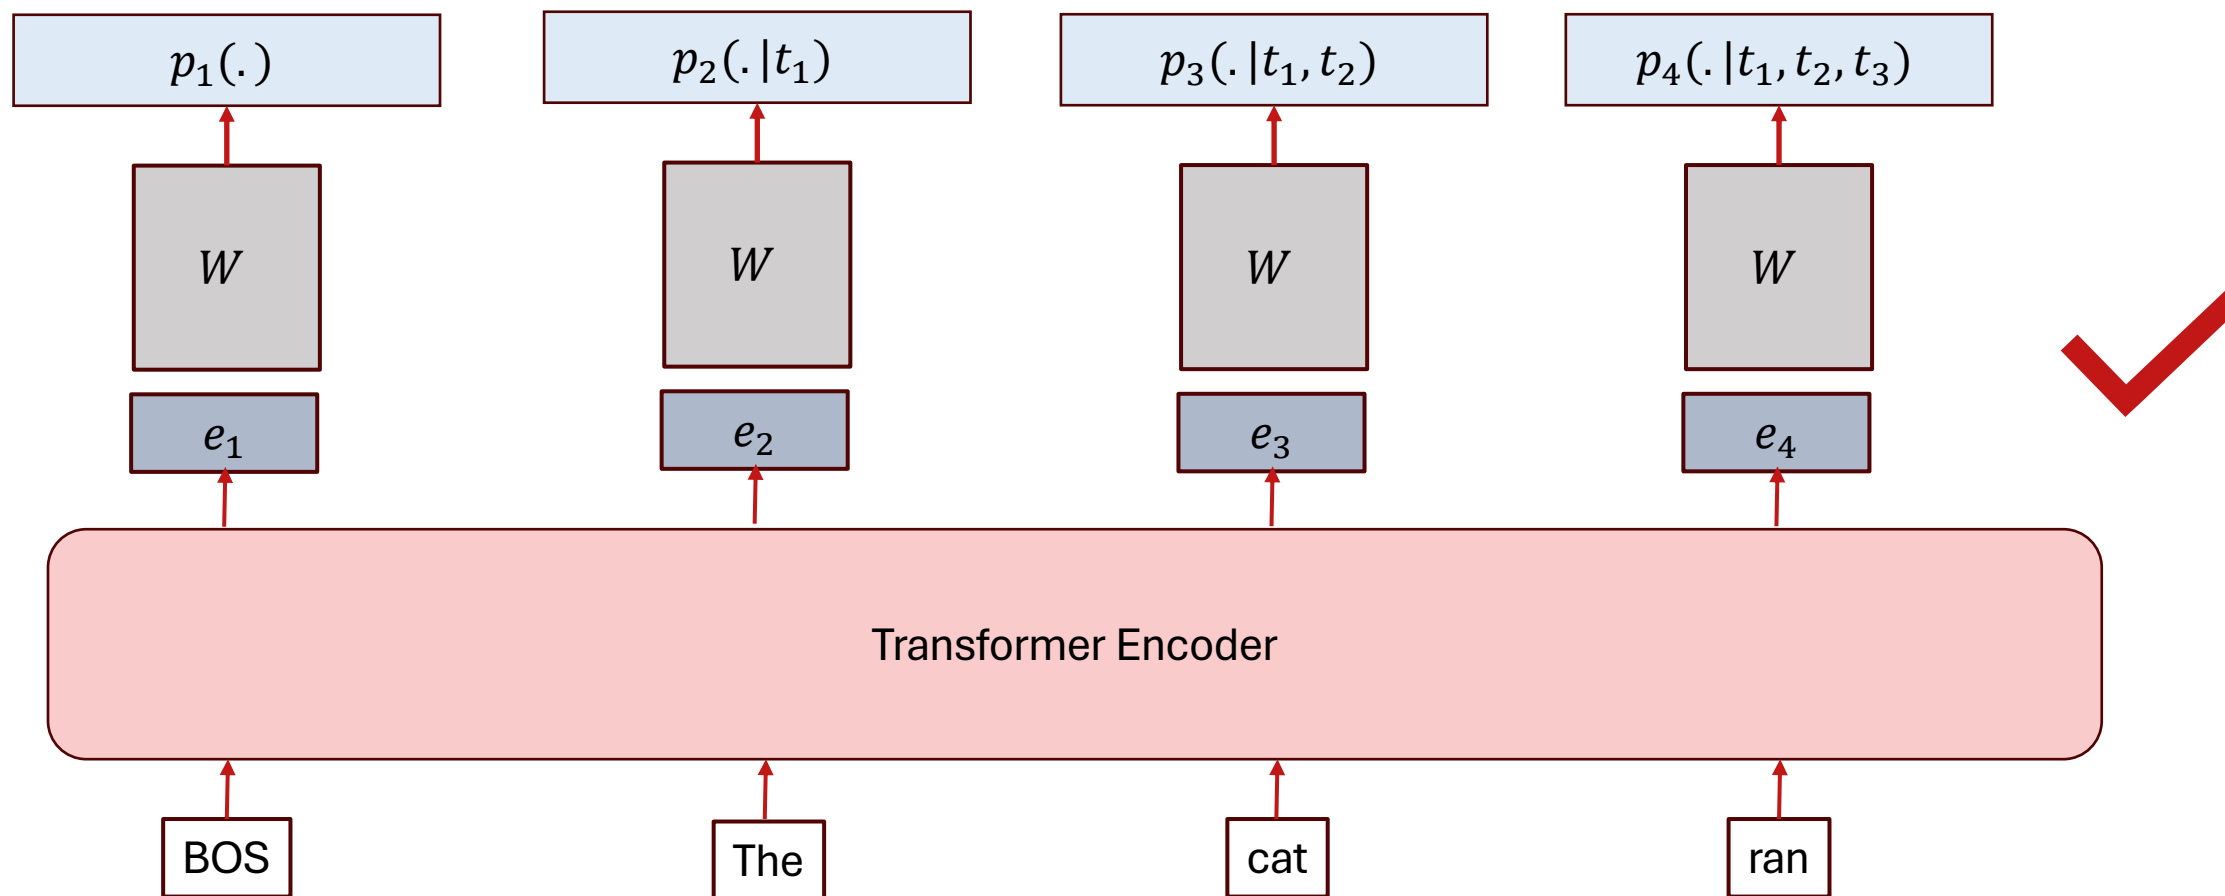 p₁(.) p₂(.|t₁) p₃(.|t₁, t₂) p₄(.|t₁, t₂, t₃)
W W W W
e₁ e₂ e₃ e₄
Transformer Encoder
BOS The cat ran